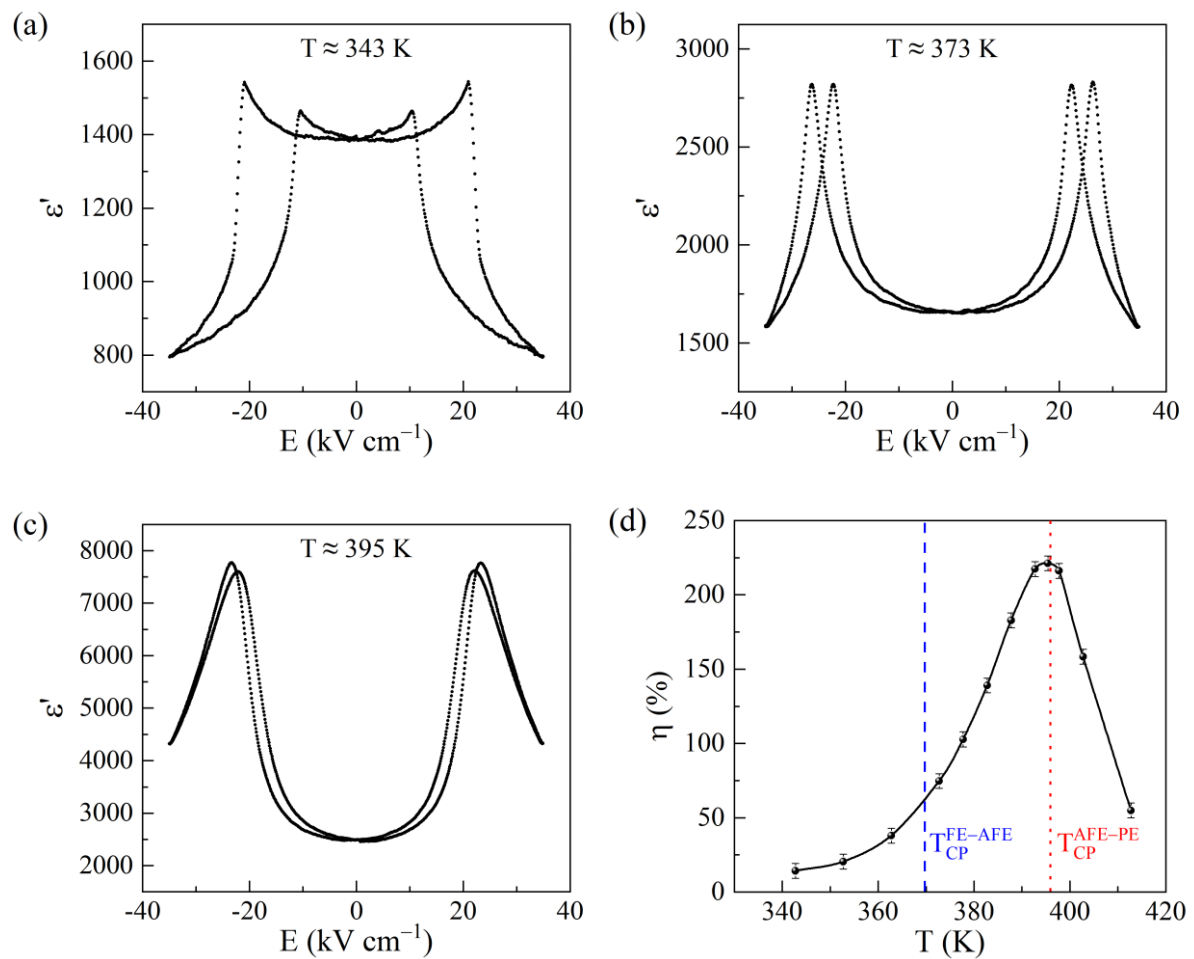 (a)
T ≈ 343 K
1600
1400
1200
1000
800
ε'
-40 -20 0 20 40
E (kV cm⁻¹)
(b)
T ≈ 373 K
3000
2500
2000
1500
ε'
-40 -20 0 20 40
E (kV cm⁻¹)
(c)
T ≈ 395 K
8000
7000
6000
5000
4000
3000
2000
ε'
-40 -20 0 20 40
E (kV cm⁻¹)
(d)
250
200
150
100
50
0
η (%)
T_CP^FE–AFE
T_CP^AFE–PE
340 360 380 400 420
T (K)